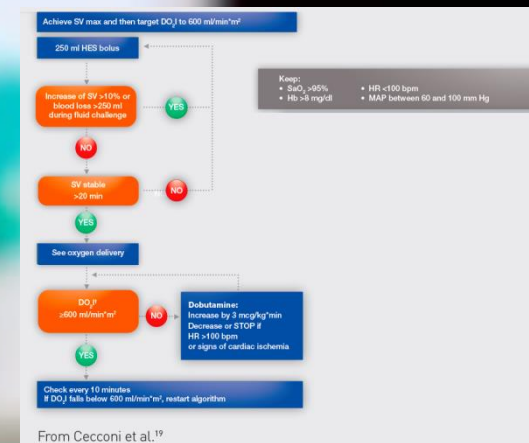 Achieve SV max and then target DO₂I to 600 ml/min*m²
250 ml HES bolus
Increase of SV >10% or
blood loss >250 ml
during fluid challenge
YES
NO
SV stable
>20 min
NO
YES
See oxygen delivery
DO₂I
≥600 ml/min*m²
NO
YES
Dobutamine:
Increase by 3 mcg/kg*min
Decrease or STOP if
HR >100 bpm
or signs of cardiac ischemia
Check every 10 minutes
If DO₂I falls below 600 ml/min*m², restart algorithm
Keep:
• SaO₂ >95%
• Hb >8 mg/dl
• HR <100 bpm
• MAP between 60 and 100 mm Hg
From Cecconi et al.¹⁹